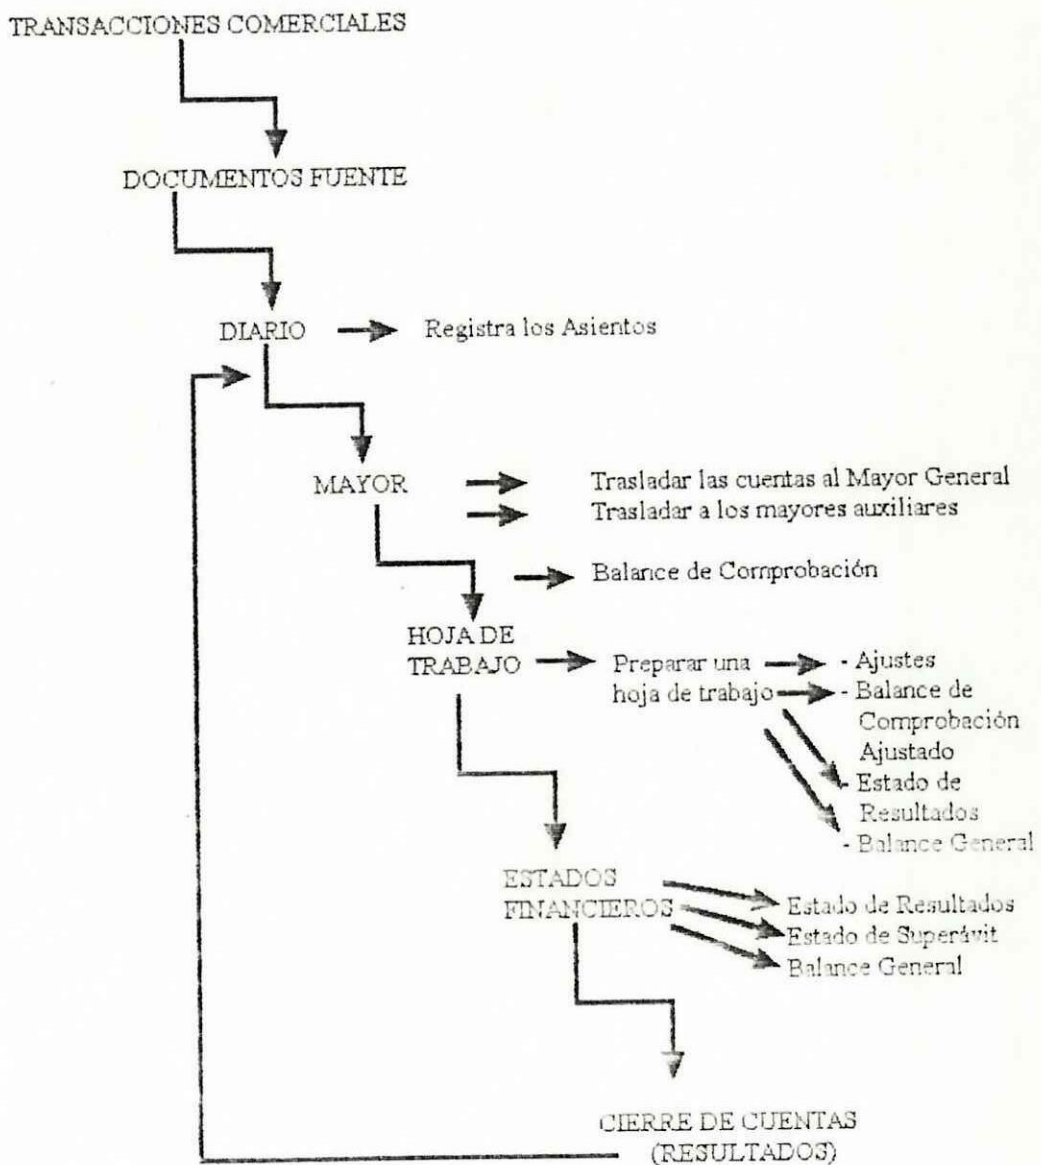 TRANSACCIONES COMERCIALES
DOCUMENTOS FUENTE
DIARIO
Registra los Asientos
MAYOR
Trasladar las cuentas al Mayor General
Trasladar a los mayores auxiliares
Balance de Comprobación
HOJA DE
TRABAJO
Preparar una
hoja de trabajo
- Ajustes
- Balance de
Comprobación
Ajustado
- Estado de
Resultados
- Balance General
ESTADOS
FINANCIEROS
Estado de Resultados
Estado de Superávit
Balance General
CIERRE DE CUENTAS
(RESULTADOS)